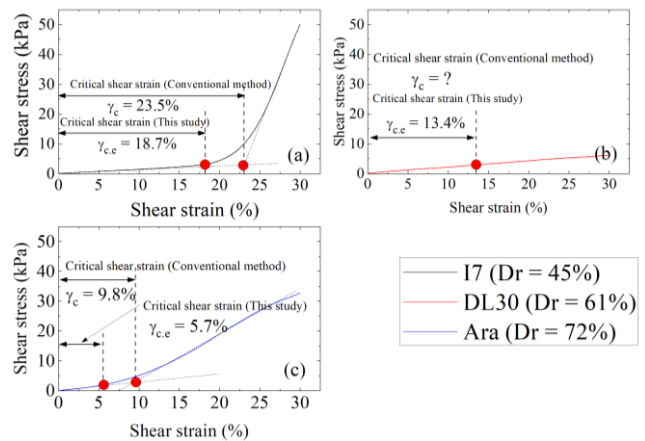 50
40
30
20
10
0
Shear stress (kPa)
Critical shear strain (Conventional method)
γc = 23.5%
Critical shear strain (This study)
γc.e = 18.7%
(a)
0 5 10 15 20 25 30
Shear strain (%)
50
40
30
20
10
0
Shear stress (kPa)
Critical shear strain (Conventional method)
γc = ?
Critical shear strain (This study)
γc.e = 13.4%
(b)
0 5 10 15 20 25 30
Shear strain (%)
50
40
30
20
10
0
Shear stress (kPa)
Critical shear strain (Conventional method)
γc = 9.8%
Critical shear strain (This study)
γc.e = 5.7%
(c)
0 5 10 15 20 25 30
Shear strain (%)
I7 (Dr = 45%)
DL30 (Dr = 61%)
Ara (Dr = 72%)